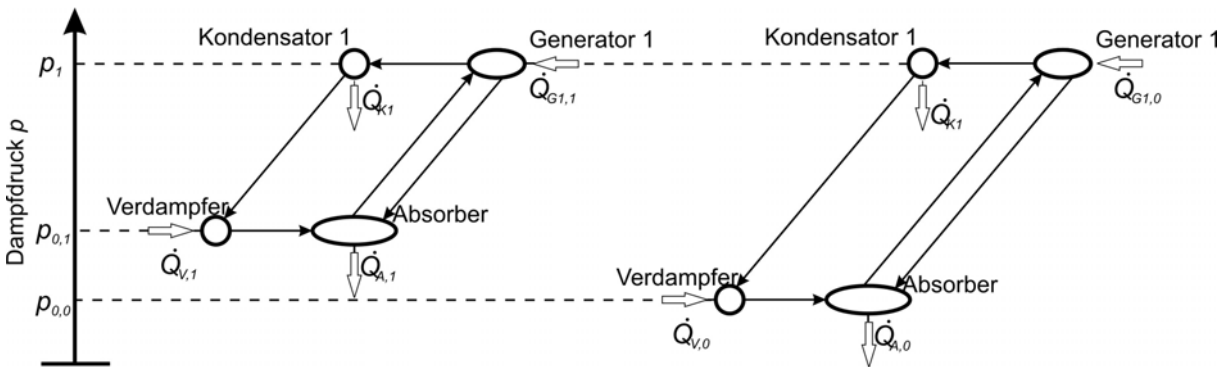 Dampfdruck p
p₁
p₀,₁
p₀,₀
Kondensator 1
Generator 1
Q̇K1
Q̇G1,1
Verdampfer
Absorber
Q̇V,1
Q̇A,1
Kondensator 1
Generator 1
Q̇K1
Q̇G1,0
Verdampfer
Absorber
Q̇V,0
Q̇A,0